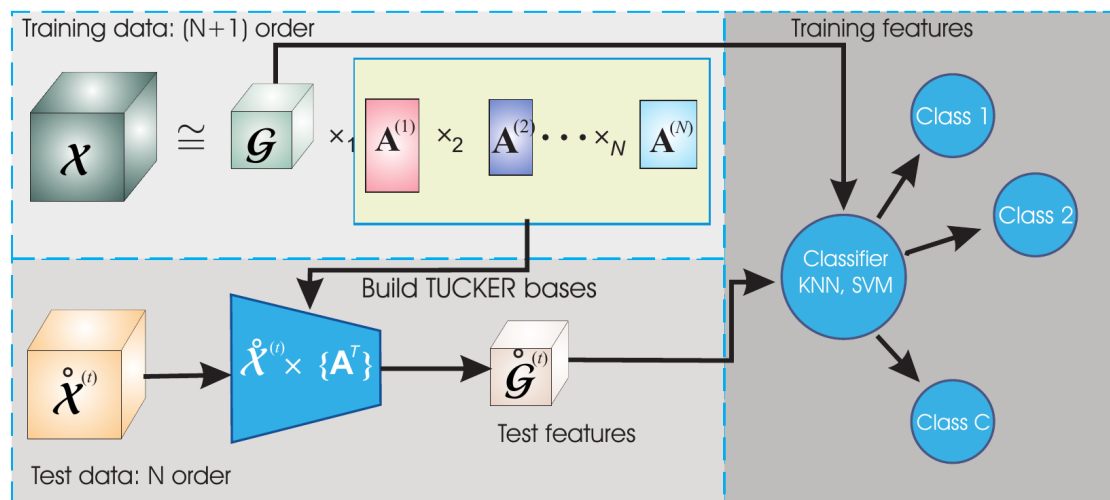 Training data: (N+1) order
Training features
𝒳 ≅ 𝒢 ×₁ A⁽¹⁾ ×₂ A⁽²⁾ ··· ×_N A⁽ᴺ⁾
Class 1
Class 2
Classifier
KNN, SVM
Class C
Build TUCKER bases
𝒳̊⁽ᵗ⁾
𝒳̊⁽ᵗ⁾ × {Aᵀ}
𝒢̊⁽ᵗ⁾
Test features
Test data: N order